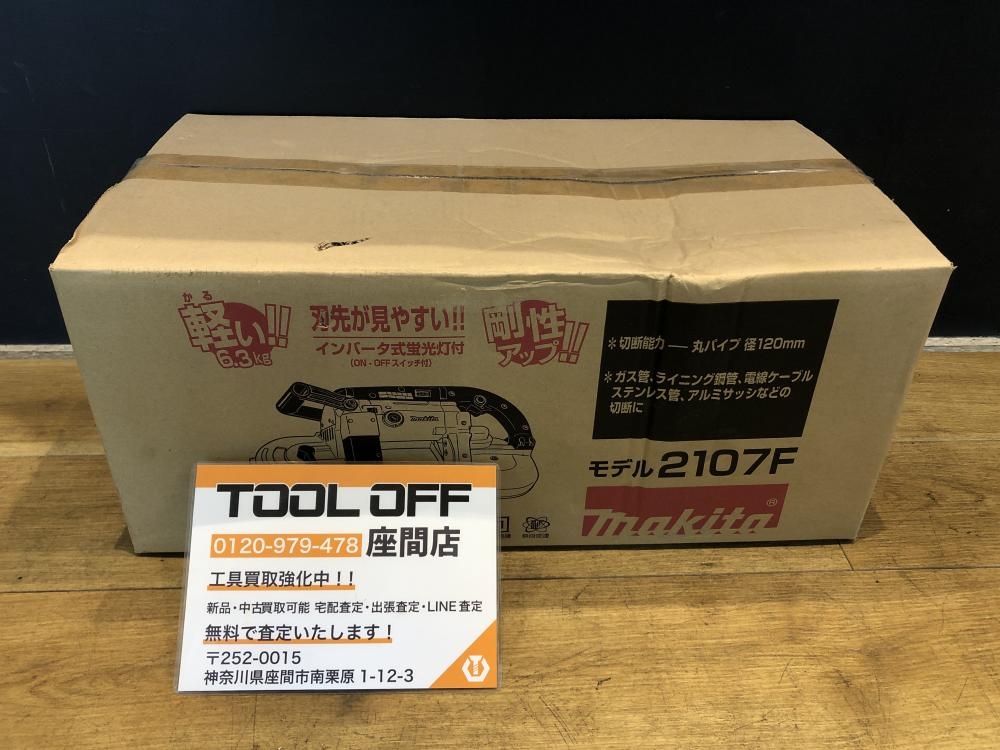 かる
軽い!!
6.3kg
刃先が見やすい!!
インバータ式蛍光灯付
(ON・OFFスイッチ付)
剛性
アップ!!
＊切断能力 ── 丸パイプ 径120mm
＊ガス管、ライニング鋼管、電線ケーブル
ステンレス管、アルミサッシなどの
切断に
makita
モデル 2107F
makita®
TOOL OFF
0120-979-478 座間店
工具買取強化中！！
新品・中古買取可能 宅配査定・出張査定・LINE査定
無料で査定いたします！
〒252-0015
神奈川県座間市南栗原 1-12-3